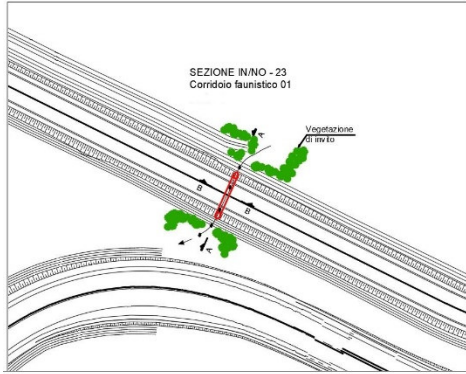 SEZIONE IN/NO - 23
Corridoio faunistico 01
Vegetazione
di invito
A
B
B
A